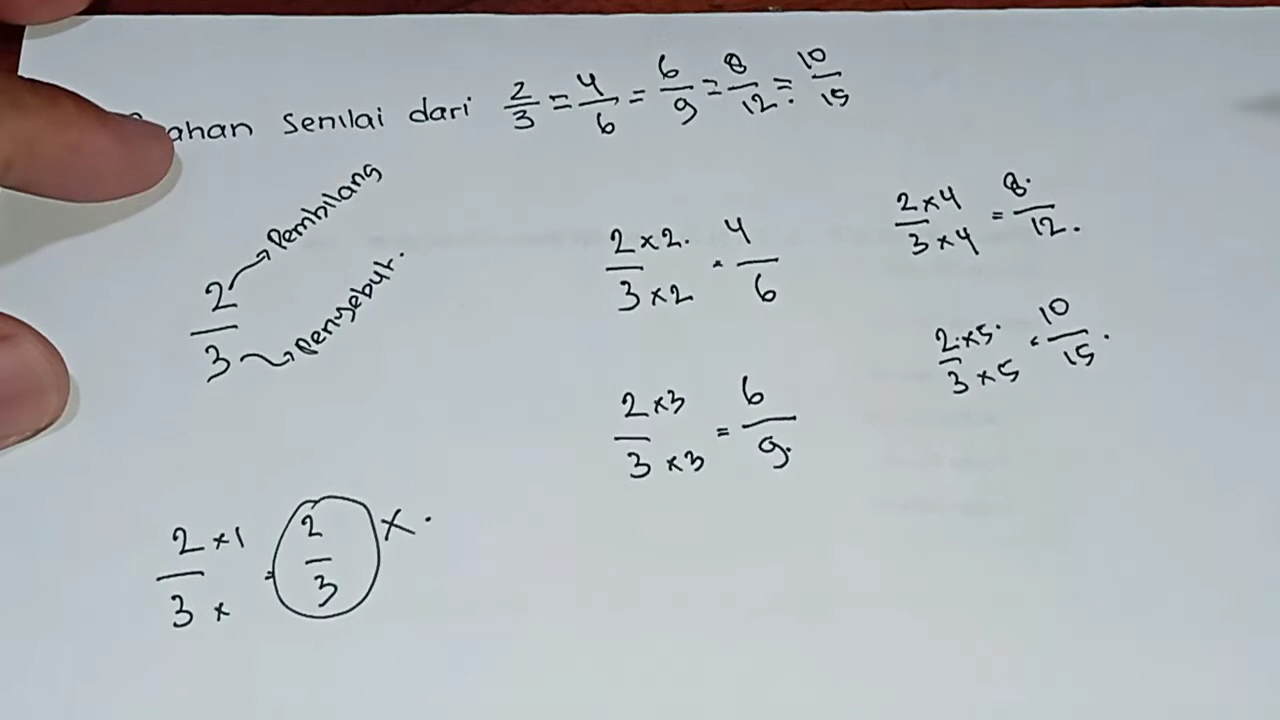 ahan Senilai dari 2/3 = 4/6 = 6/9 = 8/12 = 10/15
2/3
Pembilang
Penyebut.
2 x 2 / 3 x 2 = 4/6
2 x 3 / 3 x 3 = 6/9
2 x 4 / 3 x 4 = 8/12
2 x 5 / 3 x 5 = 10/15
2 x 1 / 3 x = 2/3 X.